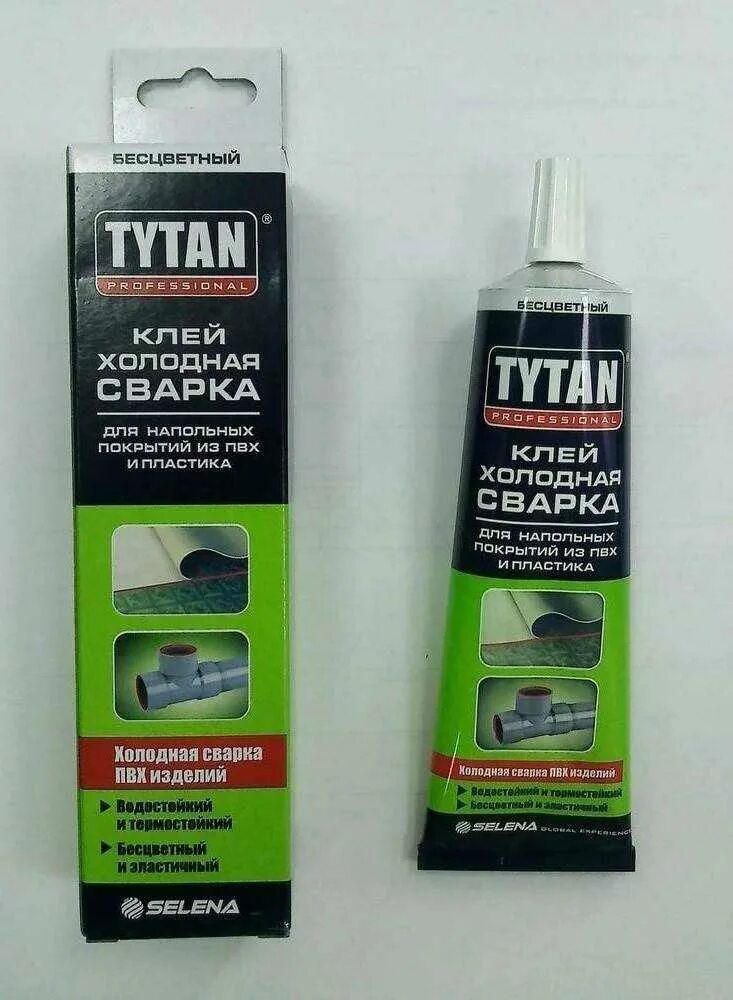 БЕСЦВЕТНЫЙ
TYTAN®
PROFESSIONAL
КЛЕЙ
ХОЛОДНАЯ
СВАРКА
ДЛЯ НАПОЛЬНЫХ
ПОКРЫТИЙ ИЗ ПВХ
И ПЛАСТИКА
Холодная сварка
ПВХ изделий
Водостойкий
и термостойкий
Бесцветный
и эластичный
SELENA
БЕСЦВЕТНЫЙ
TYTAN
PROFESSIONAL
КЛЕЙ
ХОЛОДНАЯ
СВАРКА
ДЛЯ НАПОЛЬНЫХ
ПОКРЫТИЙ ИЗ ПВХ
И ПЛАСТИКА
Холодная сварка ПВХ изделий
Водостойкий и термостойкий
Бесцветный и эластичный
SELENA GLOBAL EXPERIENCE